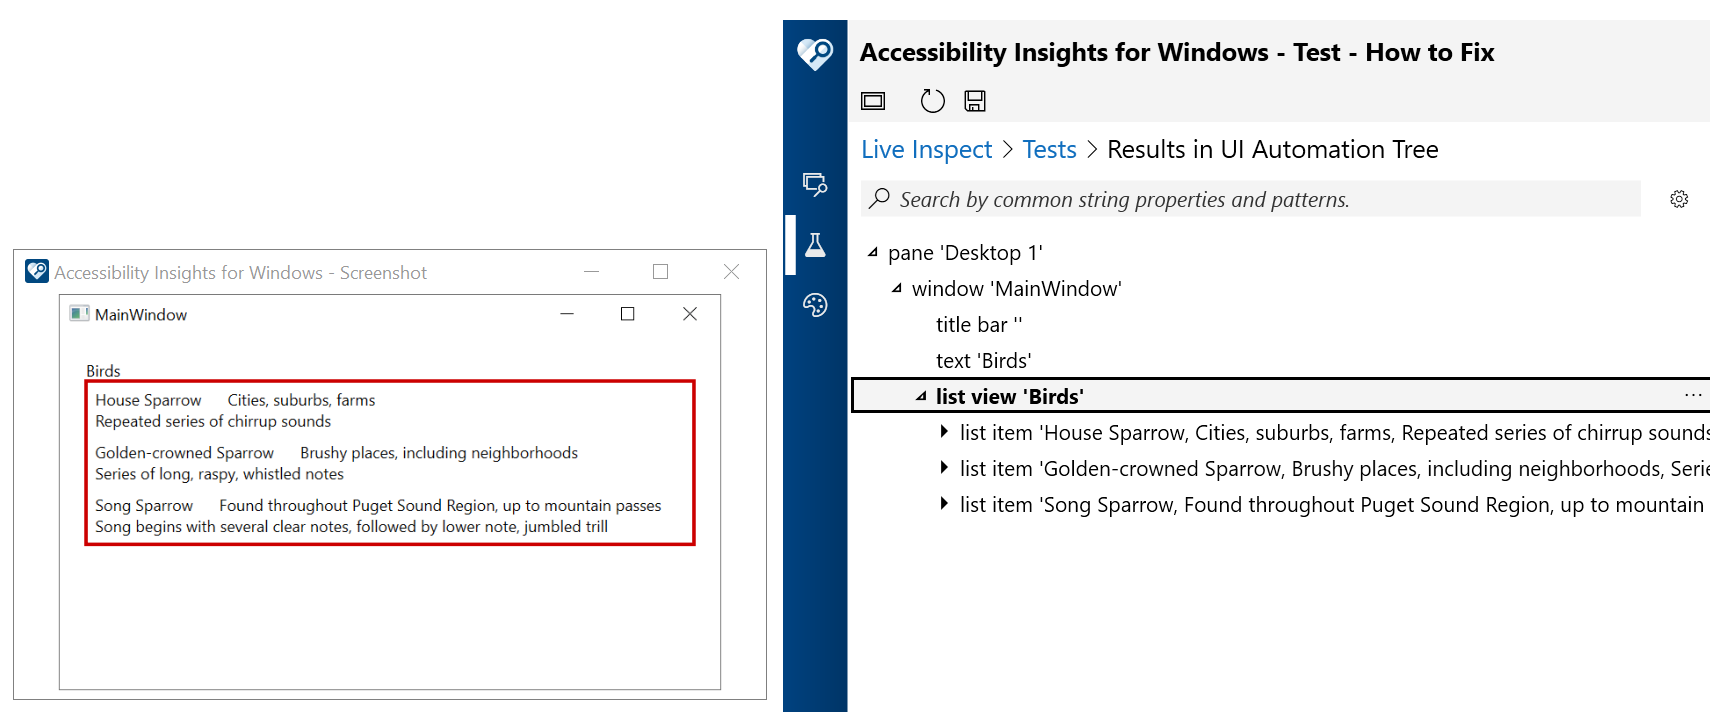 Accessibility Insights for Windows - Screenshot
MainWindow
Birds
House Sparrow Cities, suburbs, farms
Repeated series of chirrup sounds
Golden-crowned Sparrow Brushy places, including neighborhoods
Series of long, raspy, whistled notes
Song Sparrow Found throughout Puget Sound Region, up to mountain passes
Song begins with several clear notes, followed by lower note, jumbled trill
Accessibility Insights for Windows - Test - How to Fix
Live Inspect > Tests > Results in UI Automation Tree
Search by common string properties and patterns.
pane 'Desktop 1'
window 'MainWindow'
title bar ''
text 'Birds'
list view 'Birds' ...
list item 'House Sparrow, Cities, suburbs, farms, Repeated series of chirrup sounds
list item 'Golden-crowned Sparrow, Brushy places, including neighborhoods, Serie
list item 'Song Sparrow, Found throughout Puget Sound Region, up to mountain